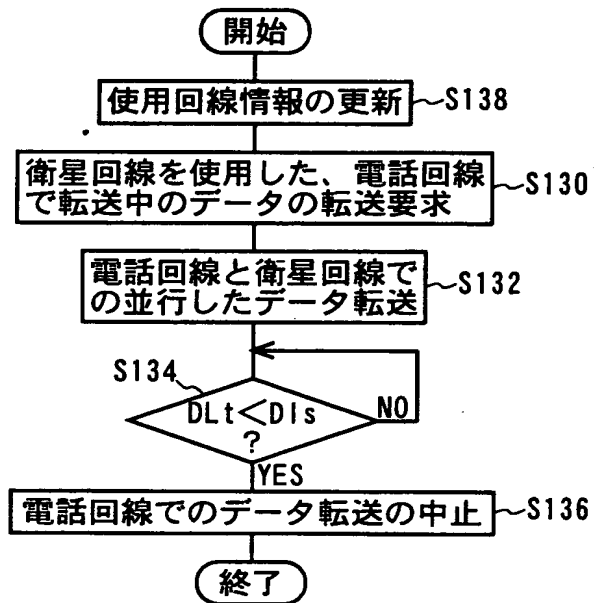 開始
使用回線情報の更新
S138
衛星回線を使用した、電話回線
で転送中のデータの転送要求
S130
電話回線と衛星回線で
の並行したデータ転送
S132
S134
DLt<DIs
?
NO
YES
電話回線でのデータ転送の中止
S136
終了